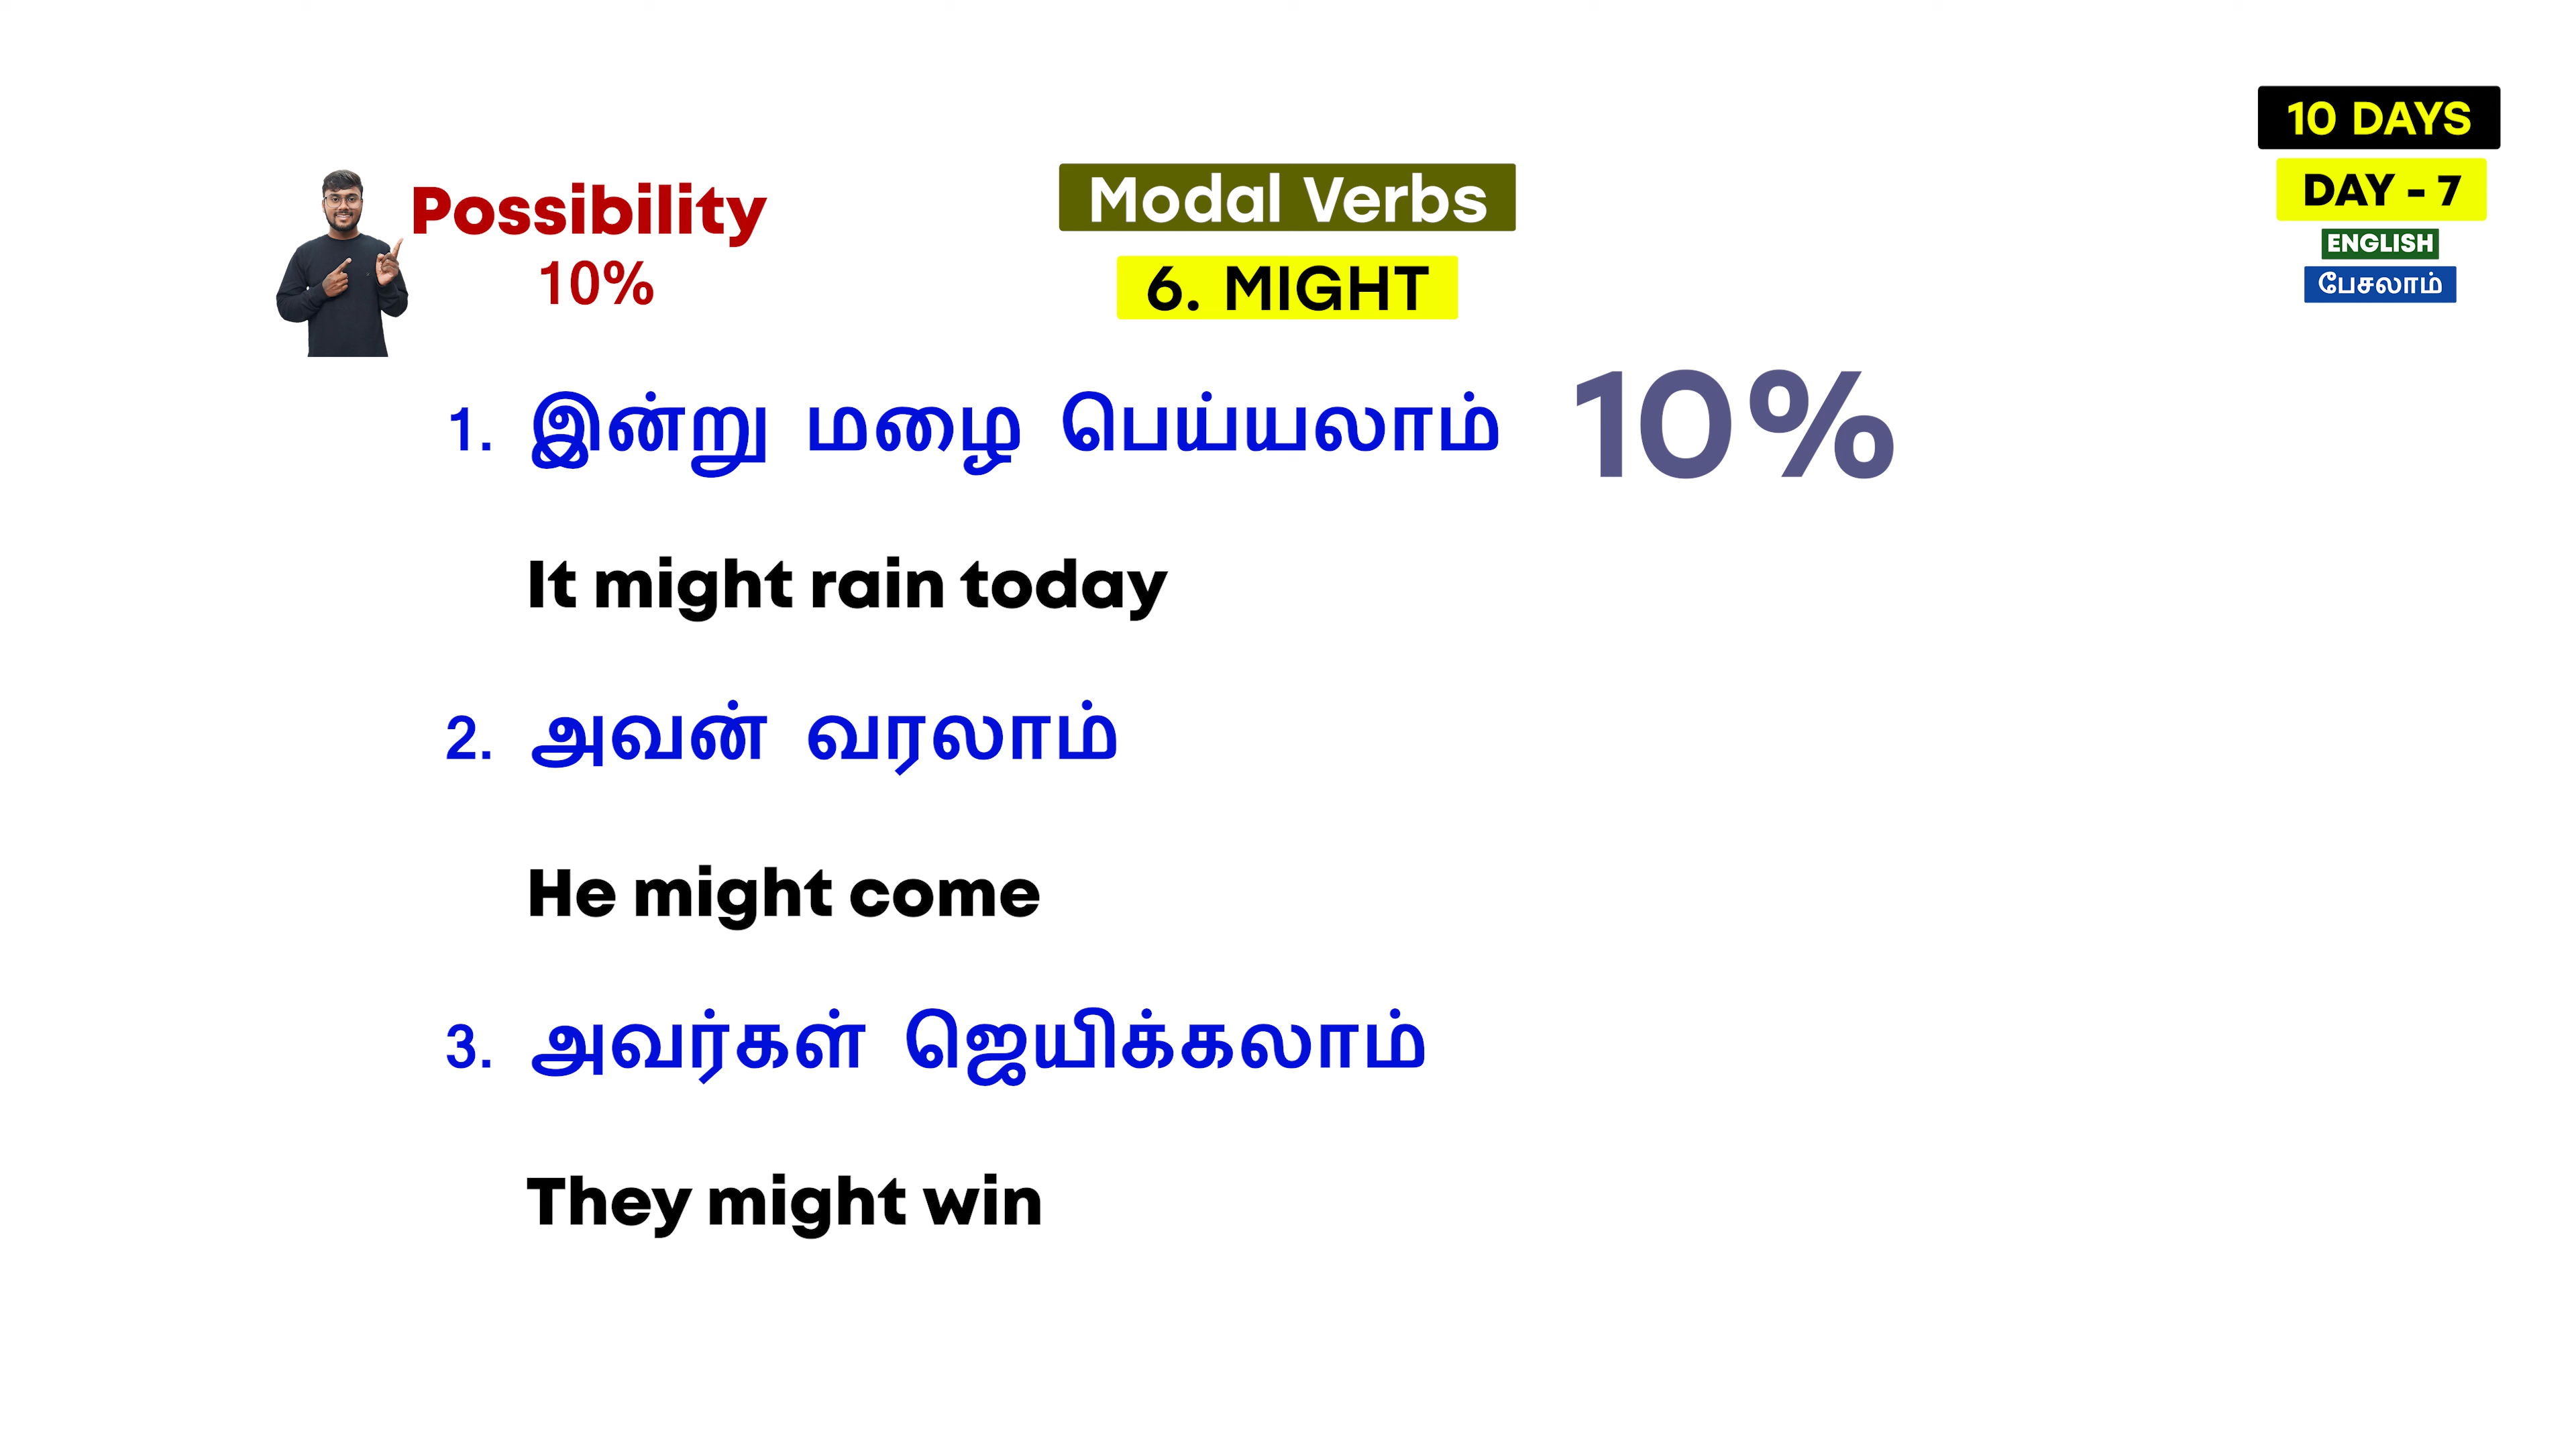 10 DAYS
DAY - 7
ENGLISH
பேசலாம்
Possibility
10%
Modal Verbs
6. MIGHT
1. இன்று மழை பெய்யலாம் 10%
It might rain today
2. அவன் வரலாம்
He might come
3. அவர்கள் ஜெயிக்கலாம்
They might win